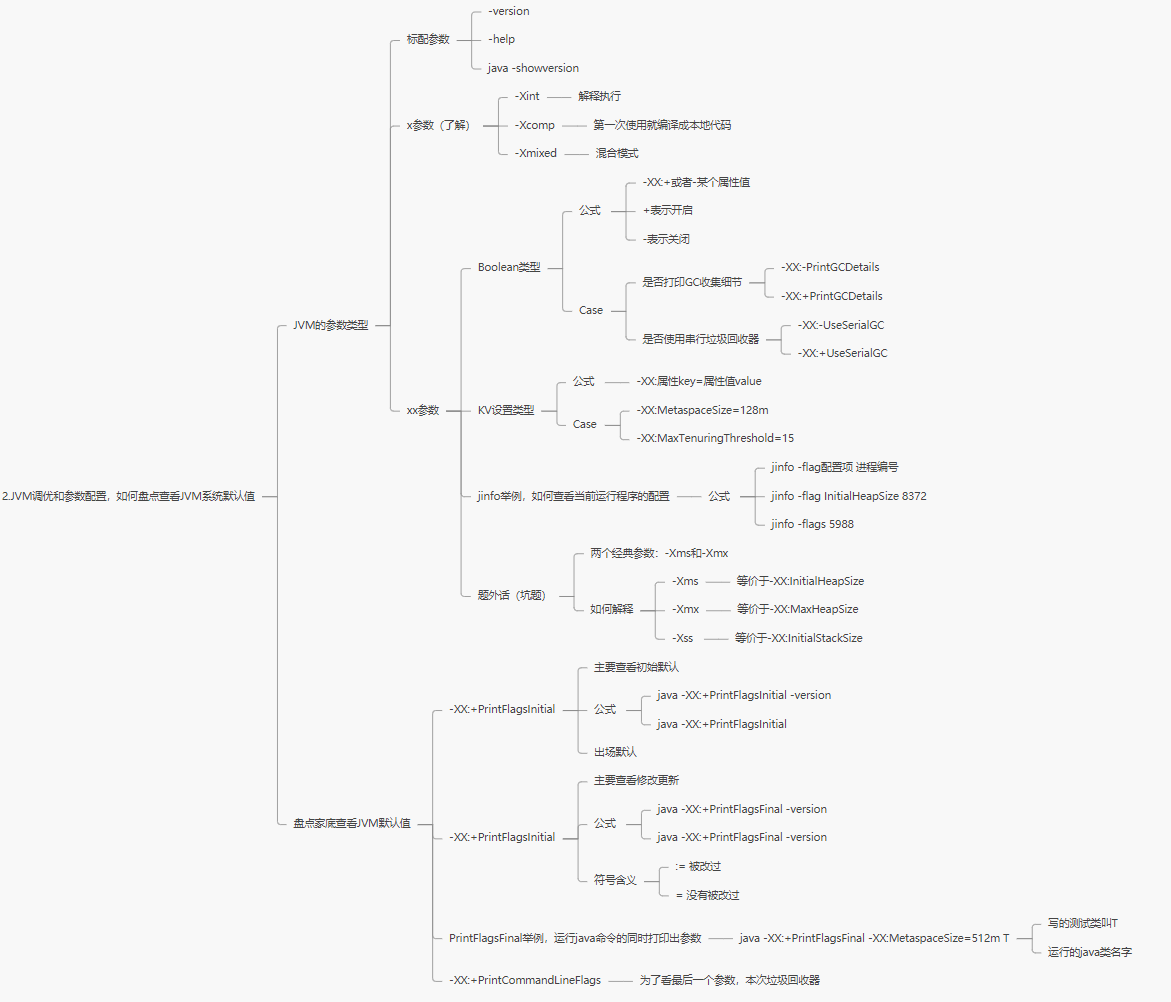 2.JVM调优和参数配置，如何盘点查看JVM系统默认值
JVM的参数类型
标配参数
-version
-help
java -showversion
x参数（了解）
-Xint
解释执行
-Xcomp
第一次使用就编译成本地代码
-Xmixed
混合模式
xx参数
Boolean类型
公式
-XX:+或者-某个属性值
+表示开启
-表示关闭
Case
是否打印GC收集细节
-XX:-PrintGCDetails
-XX:+PrintGCDetails
是否使用串行垃圾回收器
-XX:-UseSerialGC
-XX:+UseSerialGC
KV设置类型
公式
-XX:属性key=属性值value
Case
-XX:MetaspaceSize=128m
-XX:MaxTenuringThreshold=15
jinfo举例，如何查看当前运行程序的配置
公式
jinfo -flag配置项 进程编号
jinfo -flag InitialHeapSize 8372
jinfo -flags 5988
题外话（坑题）
两个经典参数：-Xms和-Xmx
如何解释
-Xms
等价于-XX:InitialHeapSize
-Xmx
等价于-XX:MaxHeapSize
-Xss
等价于-XX:InitialStackSize
盘点家底查看JVM默认值
-XX:+PrintFlagsInitial
主要查看初始默认
公式
java -XX:+PrintFlagsInitial -version
java -XX:+PrintFlagsInitial
出场默认
-XX:+PrintFlagsInitial
主要查看修改更新
公式
java -XX:+PrintFlagsFinal -version
java -XX:+PrintFlagsFinal -version
符号含义
:= 被改过
= 没有被改过
PrintFlagsFinal举例，运行java命令的同时打印出参数
java -XX:+PrintFlagsFinal -XX:MetaspaceSize=512m T
写的测试类叫T
运行的java类名字
-XX:+PrintCommandLineFlags
为了看最后一个参数，本次垃圾回收器